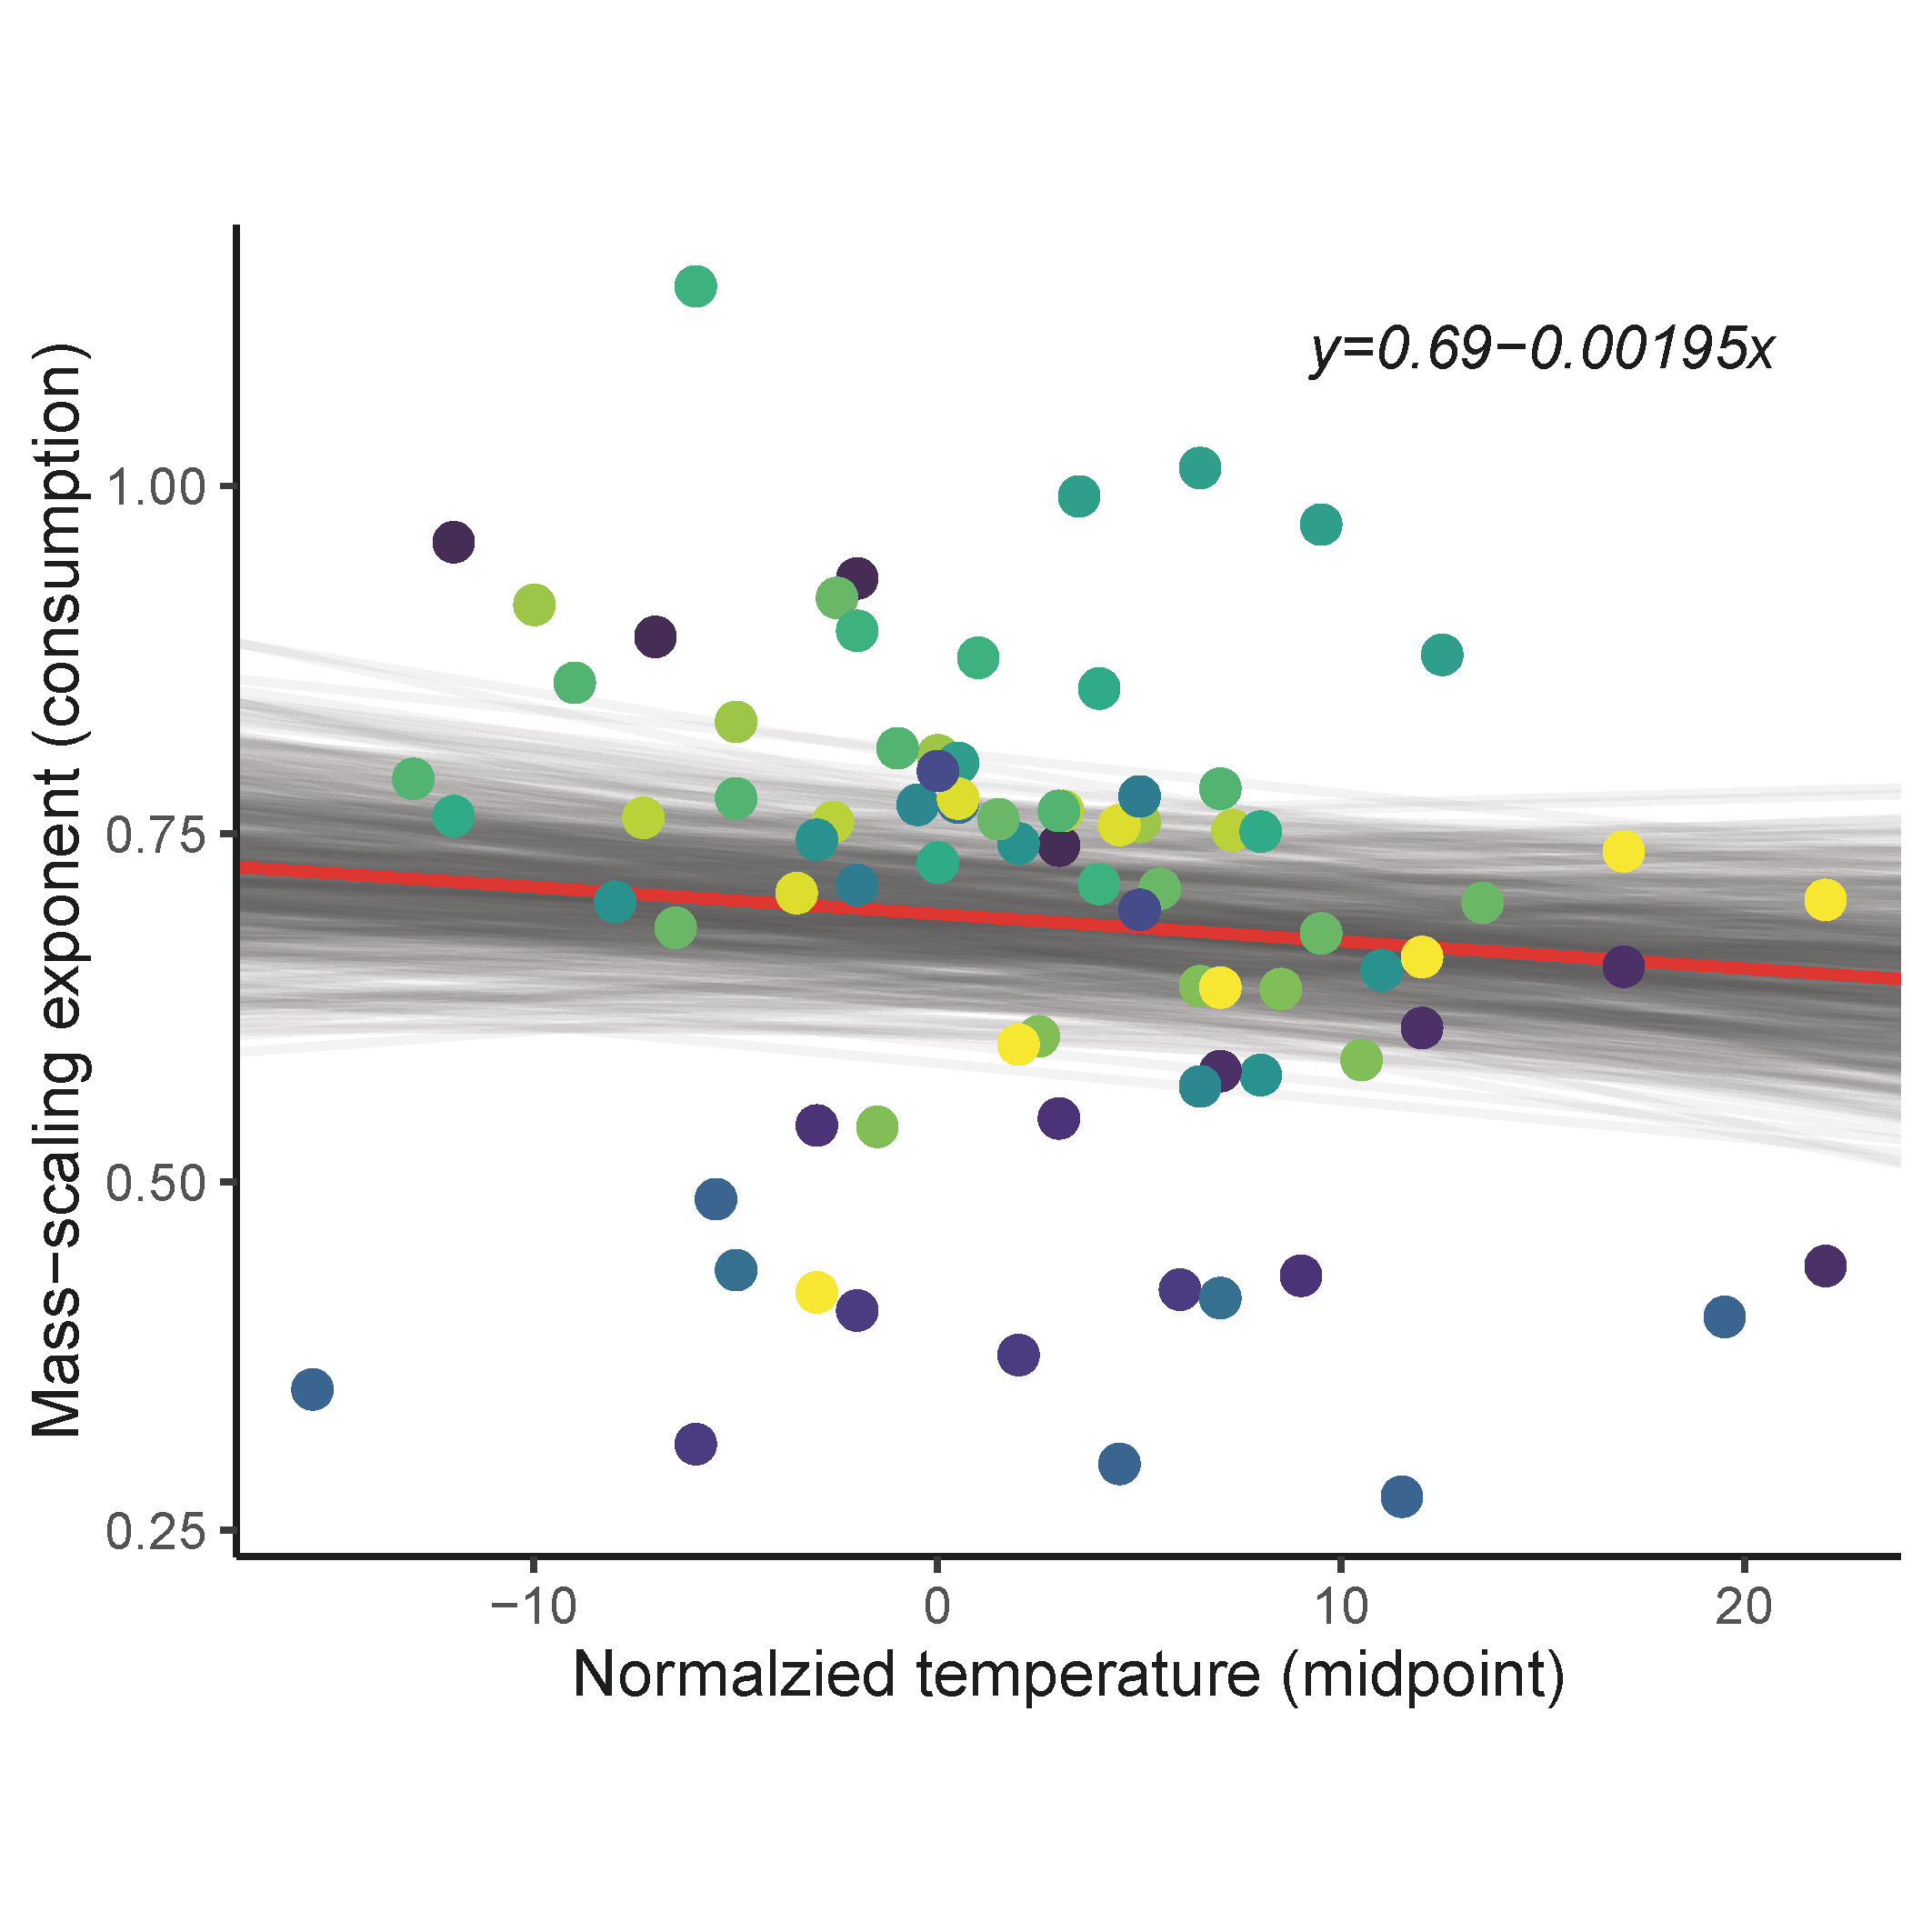 y=0.69−0.00195x
Mass−scaling exponent (consumption)
1.00
0.75
0.50
0.25
−10 0 10 20
Normalzied temperature (midpoint)